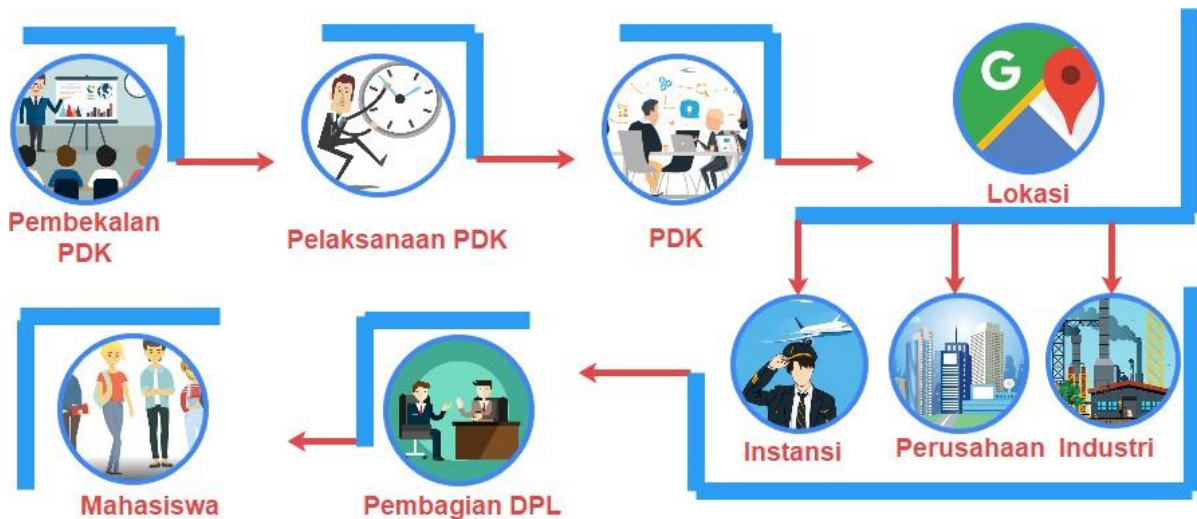 Pembekalan
PDK
Pelaksanaan PDK
PDK
G
Lokasi
Instansi
Perusahaan
Industri
Pembagian DPL
Mahasiswa